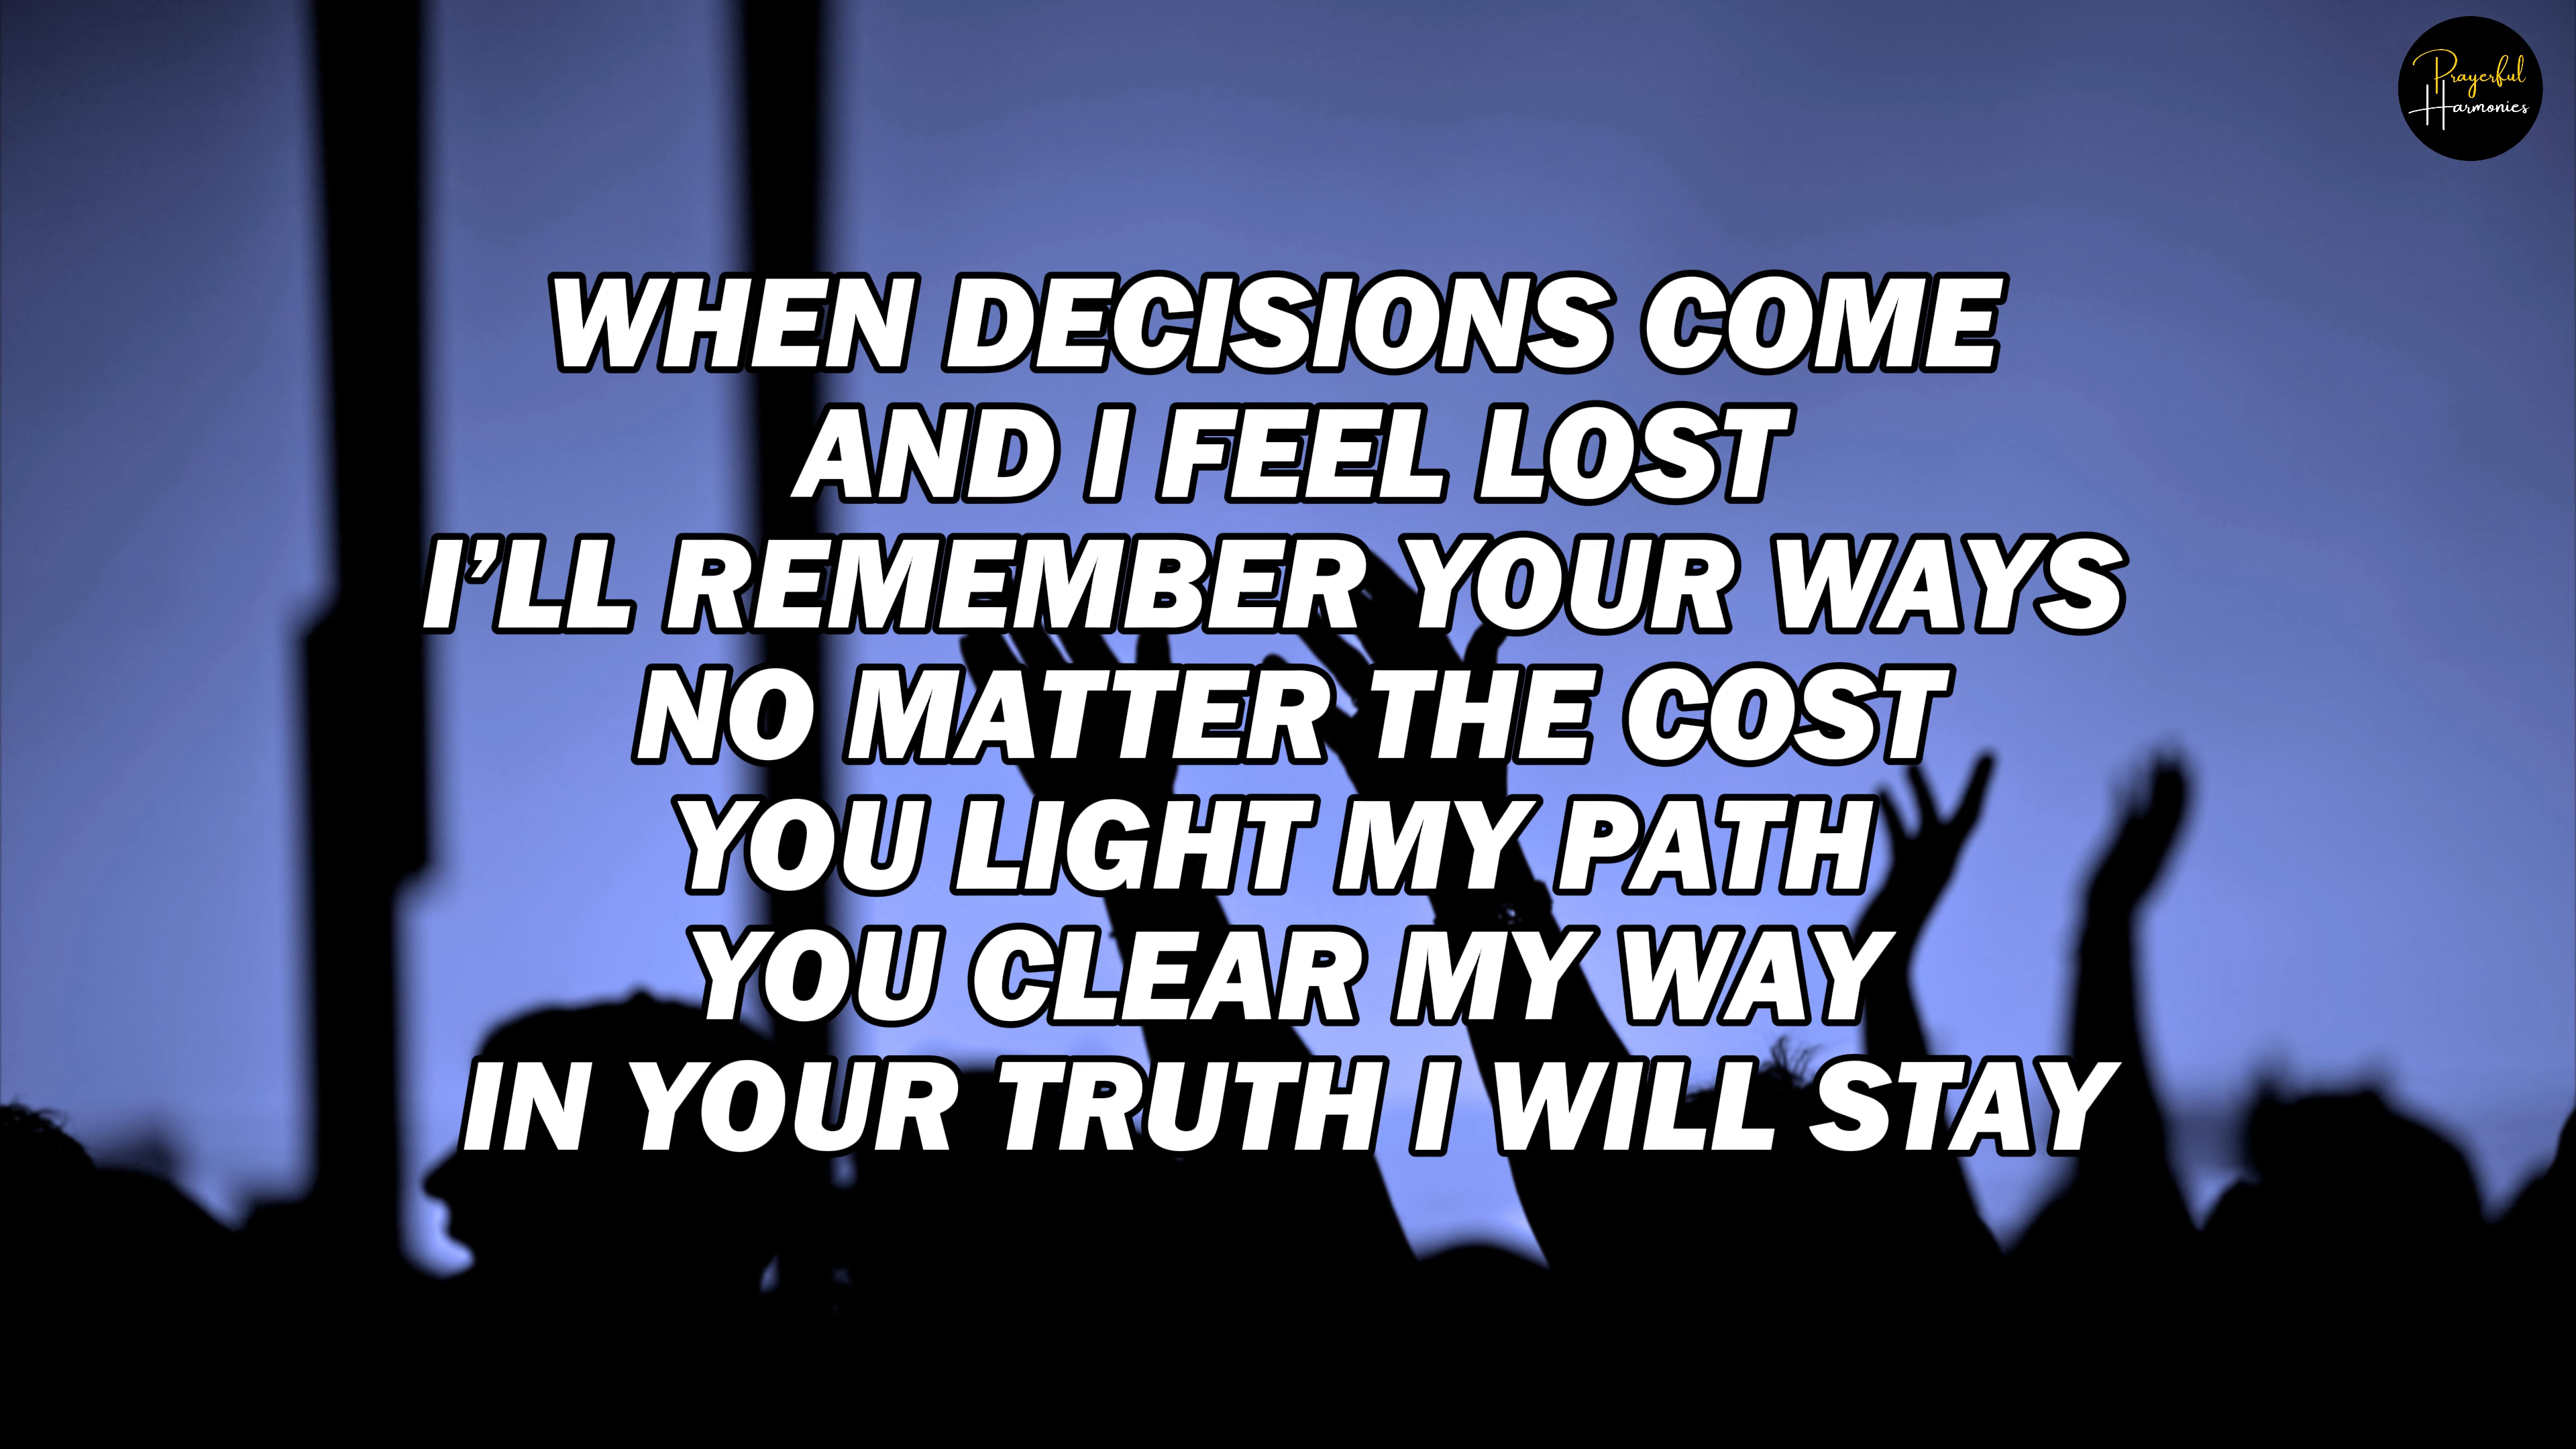 Prayerful
Harmonies
WHEN DECISIONS COME
AND I FEEL LOST
I’LL REMEMBER YOUR WAYS
NO MATTER THE COST
YOU LIGHT MY PATH
YOU CLEAR MY WAY
IN YOUR TRUTH I WILL STAY